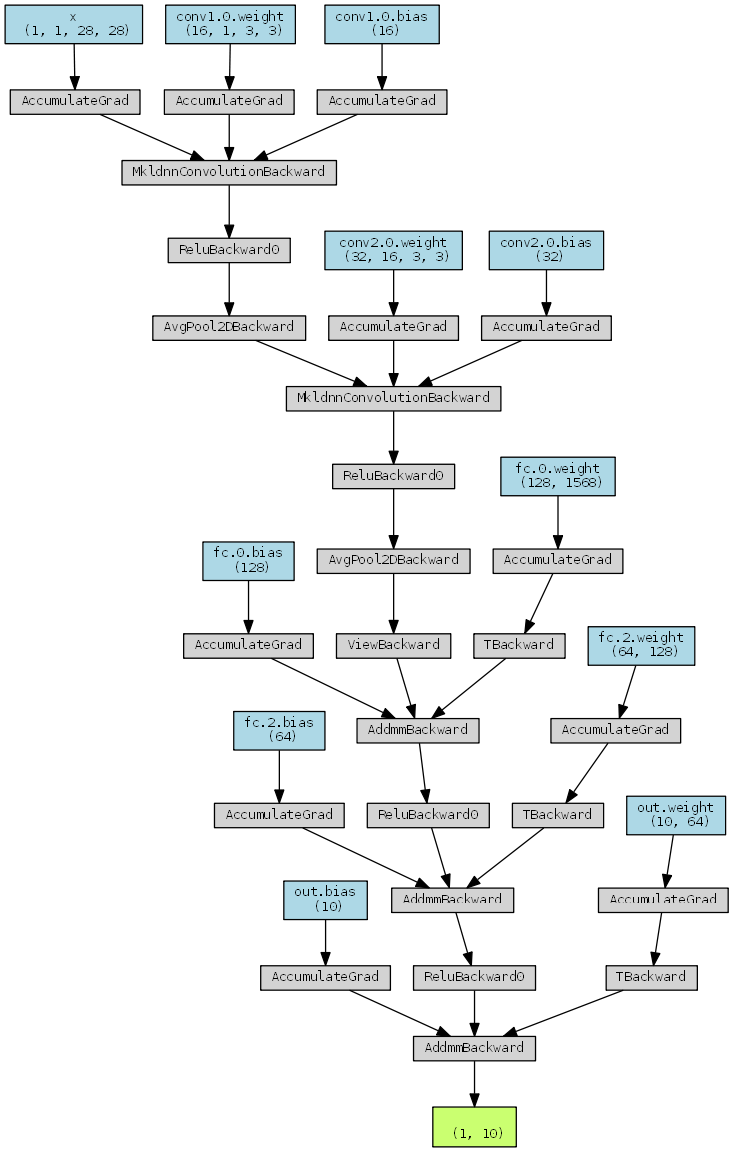 x
(1, 1, 28, 28)
conv1.0.weight
(16, 1, 3, 3)
conv1.0.bias
(16)
AccumulateGrad
AccumulateGrad
AccumulateGrad
MkldnnConvolutionBackward
ReluBackward0
conv2.0.weight
(32, 16, 3, 3)
conv2.0.bias
(32)
AvgPool2DBackward
AccumulateGrad
AccumulateGrad
MkldnnConvolutionBackward
ReluBackward0
fc.0.weight
(128, 1568)
fc.0.bias
(128)
AvgPool2DBackward
AccumulateGrad
AccumulateGrad
ViewBackward
TBackward
fc.2.weight
(64, 128)
fc.2.bias
(64)
AddmmBackward
AccumulateGrad
AccumulateGrad
ReluBackward0
TBackward
out.weight
(10, 64)
out.bias
(10)
AddmmBackward
AccumulateGrad
AccumulateGrad
ReluBackward0
TBackward
AddmmBackward
(1, 10)